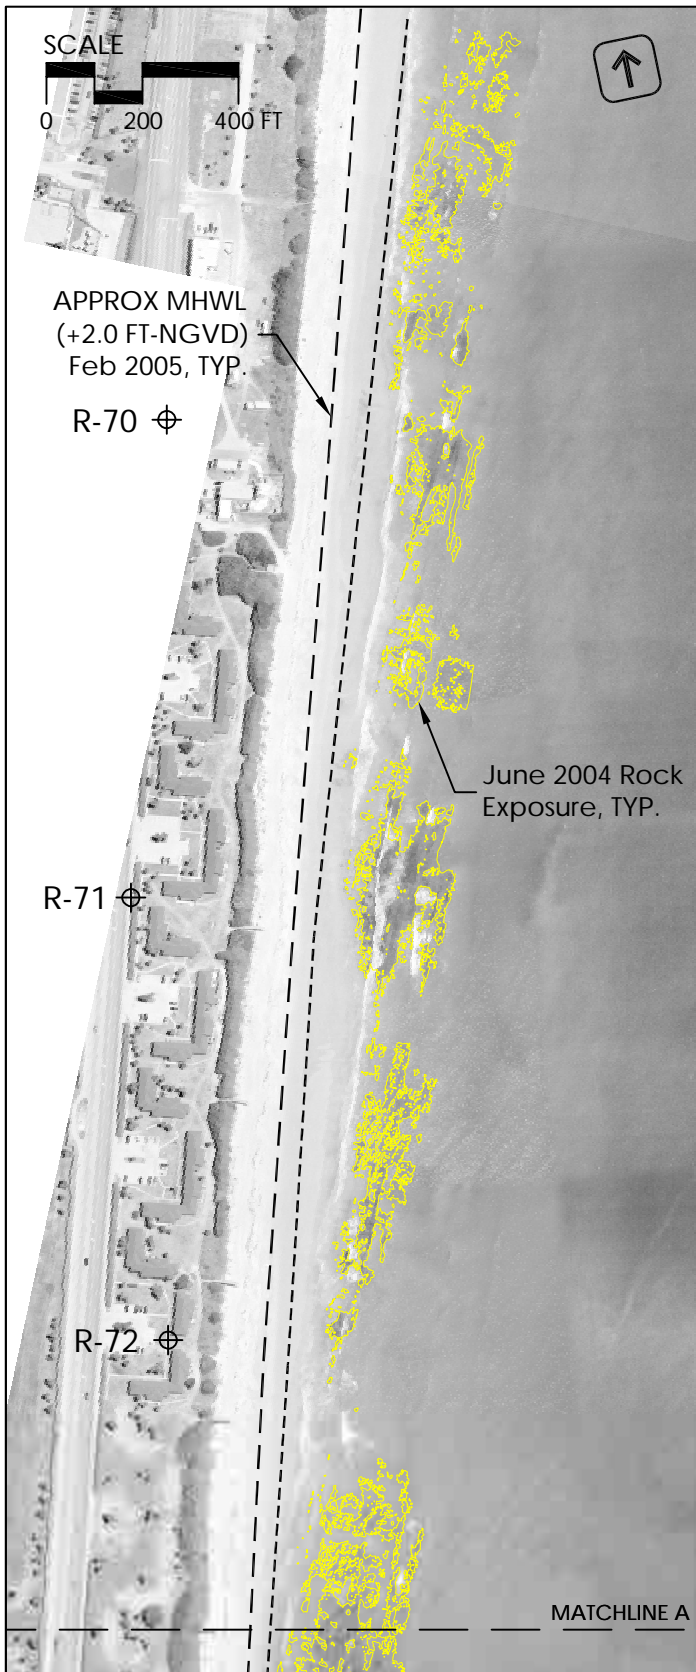 SCALE
0 200 400 FT
APPROX MHWL
(+2.0 FT-NGVD)
Feb 2005, TYP.
R-70
June 2004 Rock
Exposure, TYP.
R-71
R-72
MATCHLINE A